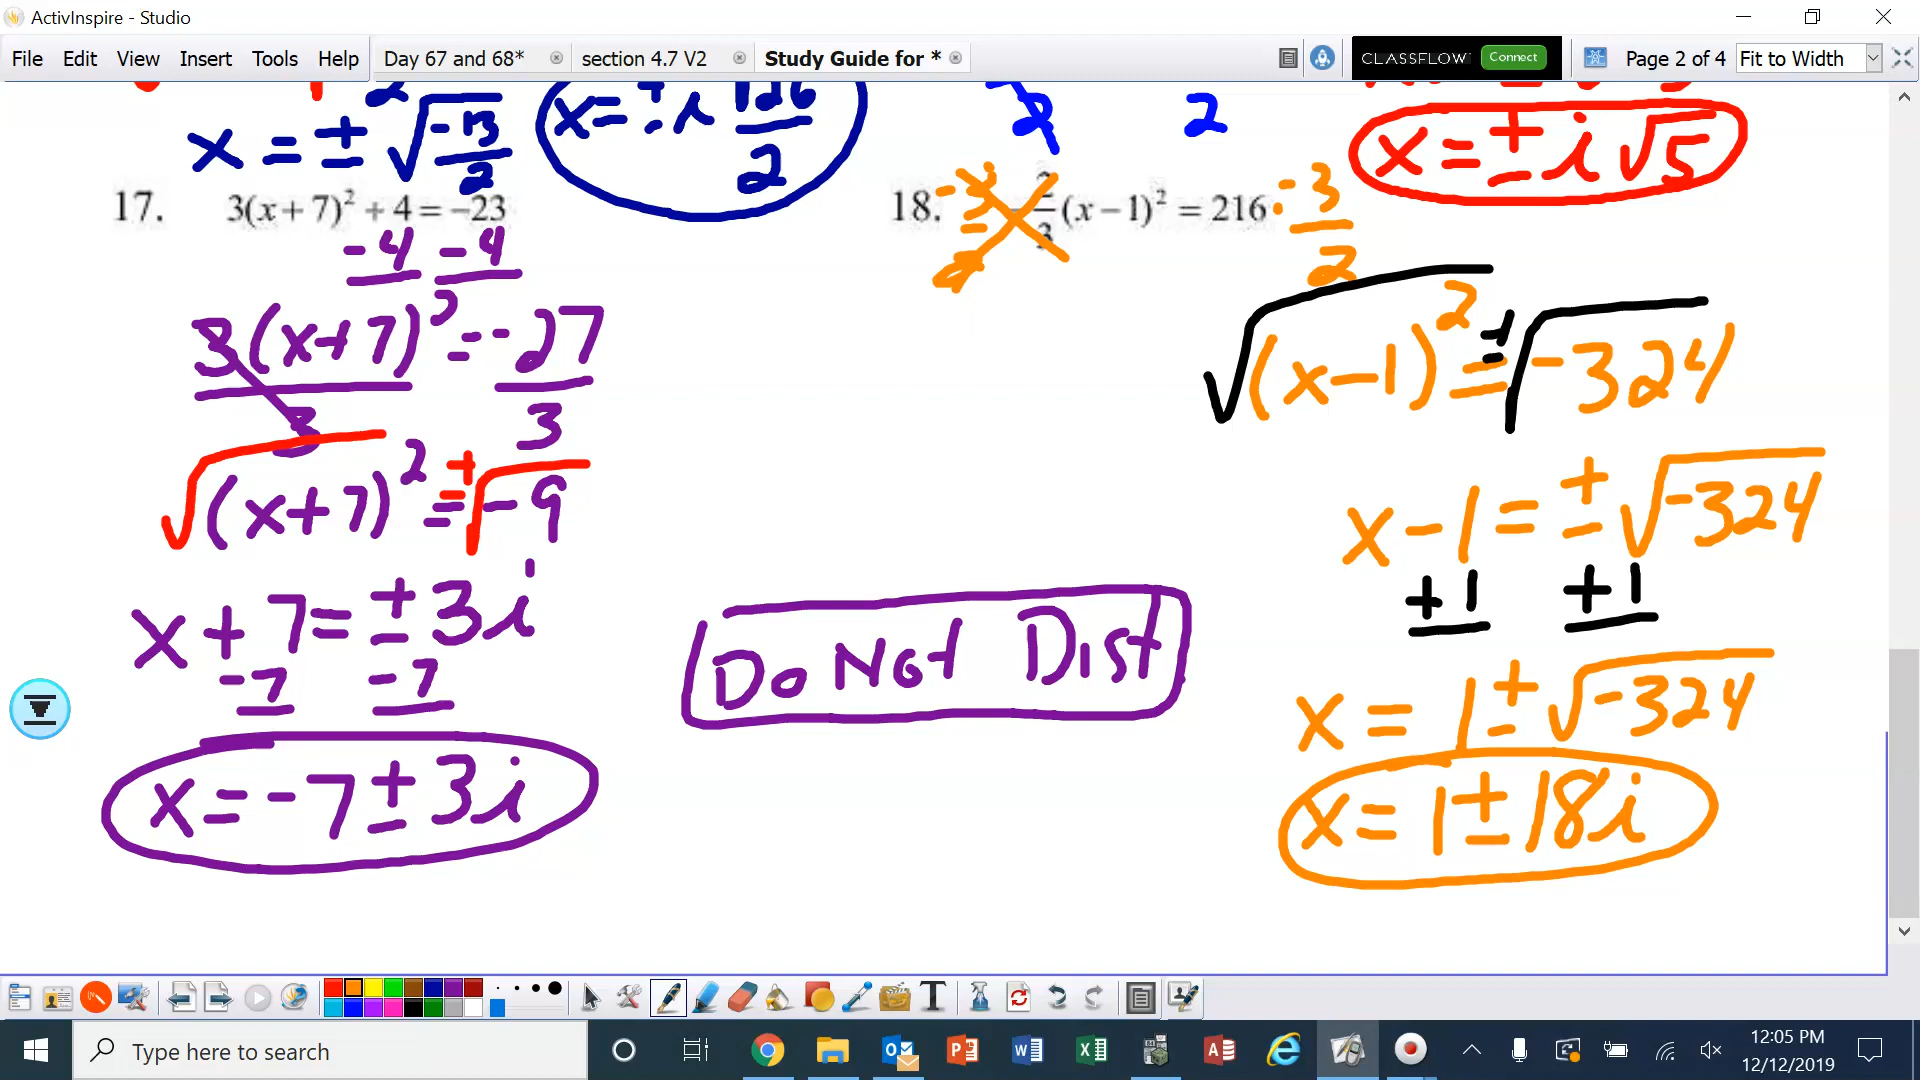 ActivInspire - Studio
File Edit View Insert Tools Help
Day 67 and 68* section 4.7 V2 Study Guide for *
CLASSFLOW Connect
Page 2 of 4 Fit to Width
x = ± √-13/2
x = ± i
2
2
2
x = ± i √5
17. 3(x + 7)² + 4 = -23
-4 -4
3(x+7)² = -27
3 3
√(x+7)² = ±√-9
x + 7 = ± 3i
-7 -7
x = -7 ± 3i
Do Not Dist
18. -2/3 (x - 1)² = 216 · -3/2
√(x-1)² = ±√-324
x - 1 = ± √-324
+1 +1
x = 1 ± √-324
x = 1 ± 18i
Type here to search
12:05 PM
12/12/2019